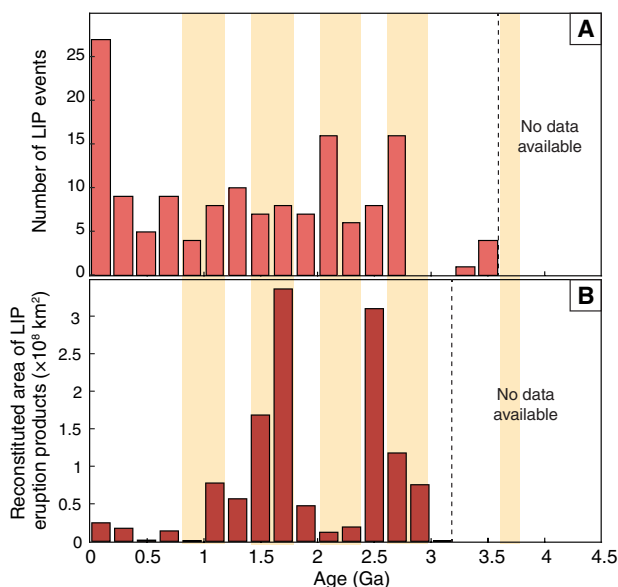 A
25
20
15
10
5
0
Number of LIP events
No data
available
B
3
2.5
2
1.5
1
0.5
0
Reconstituted area of LIP
eruption products (×10⁸ km²)
No data
available
0 0.5 1 1.5 2 2.5 3 3.5 4 4.5
Age (Ga)